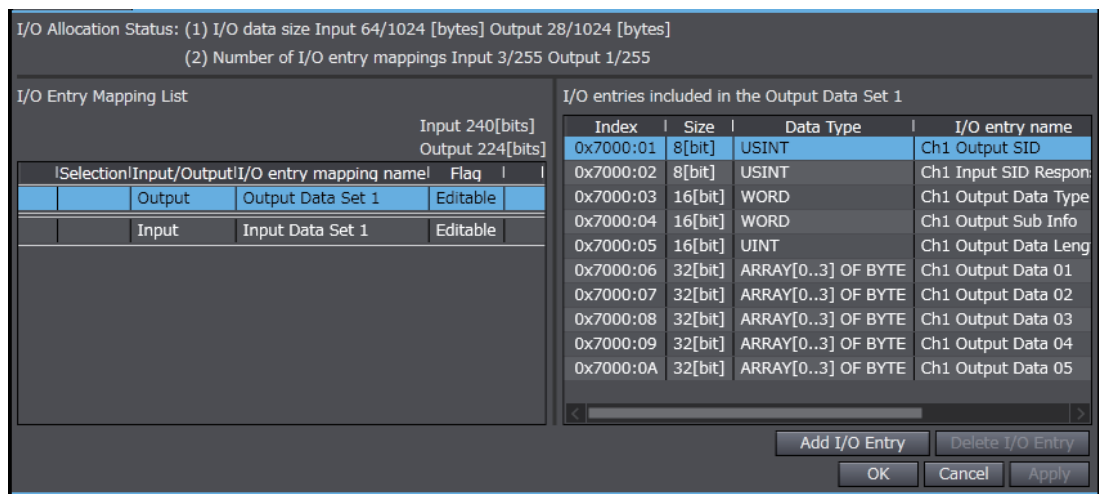 I/O Allocation Status: (1) I/O data size Input 64/1024 [bytes] Output 28/1024 [bytes]
(2) Number of I/O entry mappings Input 3/255 Output 1/255
I/O Entry Mapping List
Input 240[bits]
Output 224[bits]
Selection Input/Output I/O entry mapping name Flag
Output Output Data Set 1 Editable
Input Input Data Set 1 Editable
I/O entries included in the Output Data Set 1
Index Size Data Type I/O entry name
0x7000:01 8[bit] USINT Ch1 Output SID
0x7000:02 8[bit] USINT Ch1 Input SID Respon
0x7000:03 16[bit] WORD Ch1 Output Data Type
0x7000:04 16[bit] WORD Ch1 Output Sub Info
0x7000:05 16[bit] UINT Ch1 Output Data Leng
0x7000:06 32[bit] ARRAY[0..3] OF BYTE Ch1 Output Data 01
0x7000:07 32[bit] ARRAY[0..3] OF BYTE Ch1 Output Data 02
0x7000:08 32[bit] ARRAY[0..3] OF BYTE Ch1 Output Data 03
0x7000:09 32[bit] ARRAY[0..3] OF BYTE Ch1 Output Data 04
0x7000:0A 32[bit] ARRAY[0..3] OF BYTE Ch1 Output Data 05
Add I/O Entry Delete I/O Entry
OK Cancel Apply